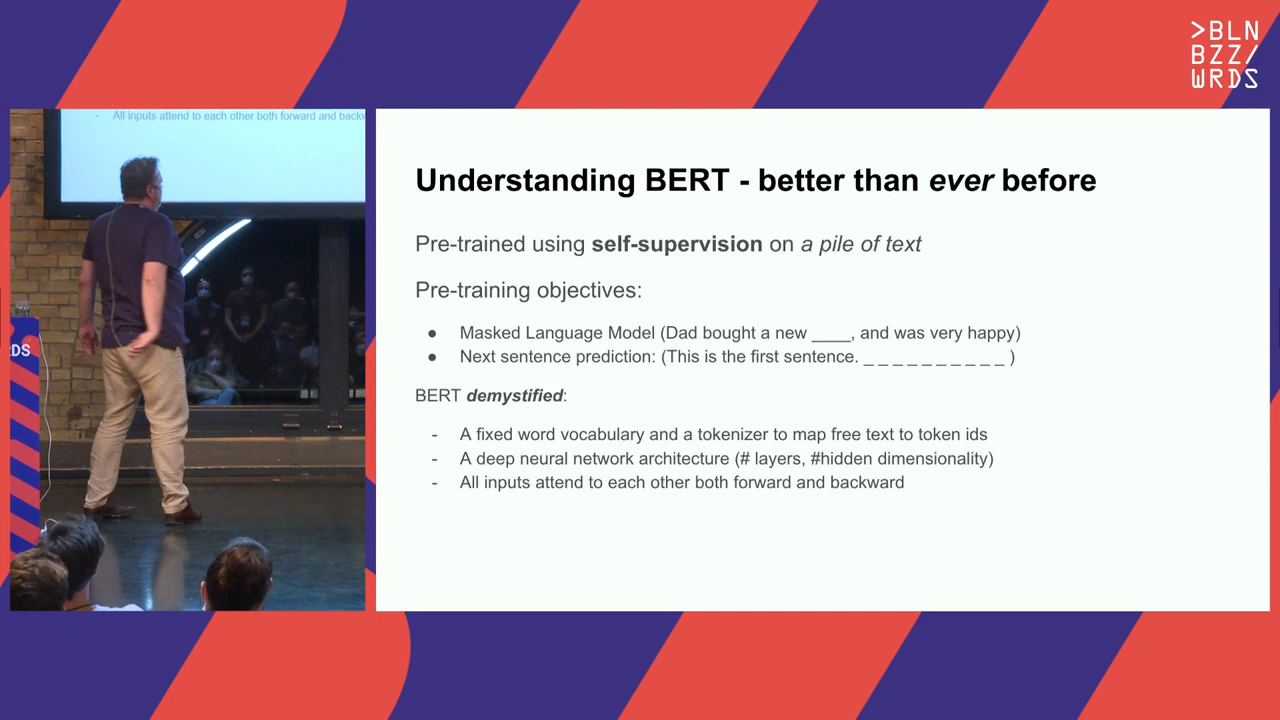 >BLN
BZZ/
WRDS
All inputs attend to each other both forward and backw
DS
Understanding BERT - better than ever before
Pre-trained using self-supervision on a pile of text
Pre-training objectives:
● Masked Language Model (Dad bought a new ____, and was very happy)
● Next sentence prediction: (This is the first sentence. _ _ _ _ _ _ _ _ _ _ )
BERT demystified:
- A fixed word vocabulary and a tokenizer to map free text to token ids
- A deep neural network architecture (# layers, #hidden dimensionality)
- All inputs attend to each other both forward and backward